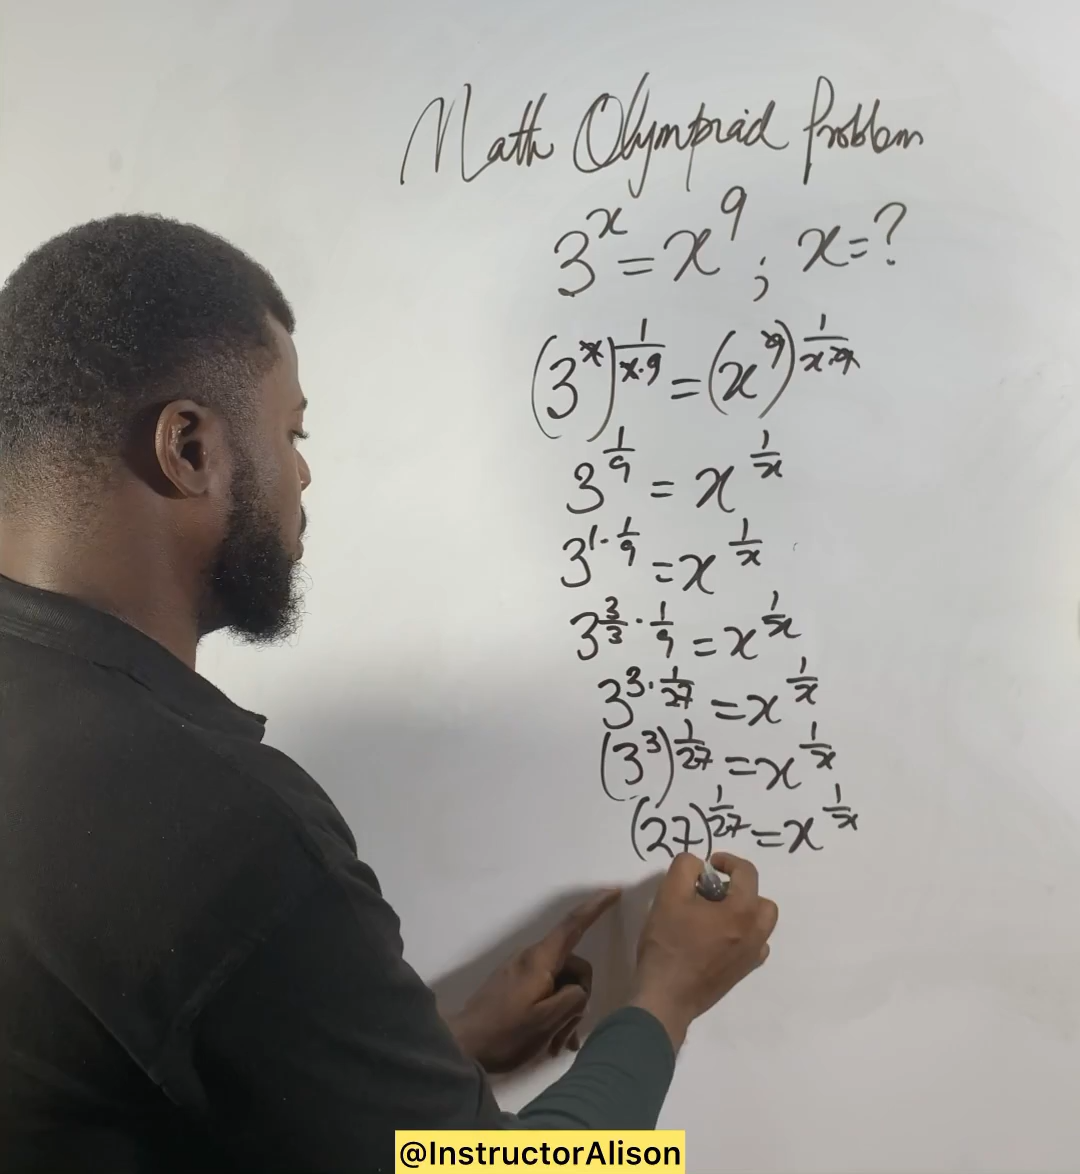 Math Olympiad Problem
3^x = x^9 ; x = ?
(3^x)^(1/(x·9)) = (x^9)^(1/(x·9))
3^(1/9) = x^(1/x)
3^(1·1/9) = x^(1/x)
3^(3/3·1/9) = x^(1/x)
3^(3·1/27) = x^(1/x)
(3^3)^(1/27) = x^(1/x)
(27)^(1/27) = x^(1/x)
@InstructorAlison